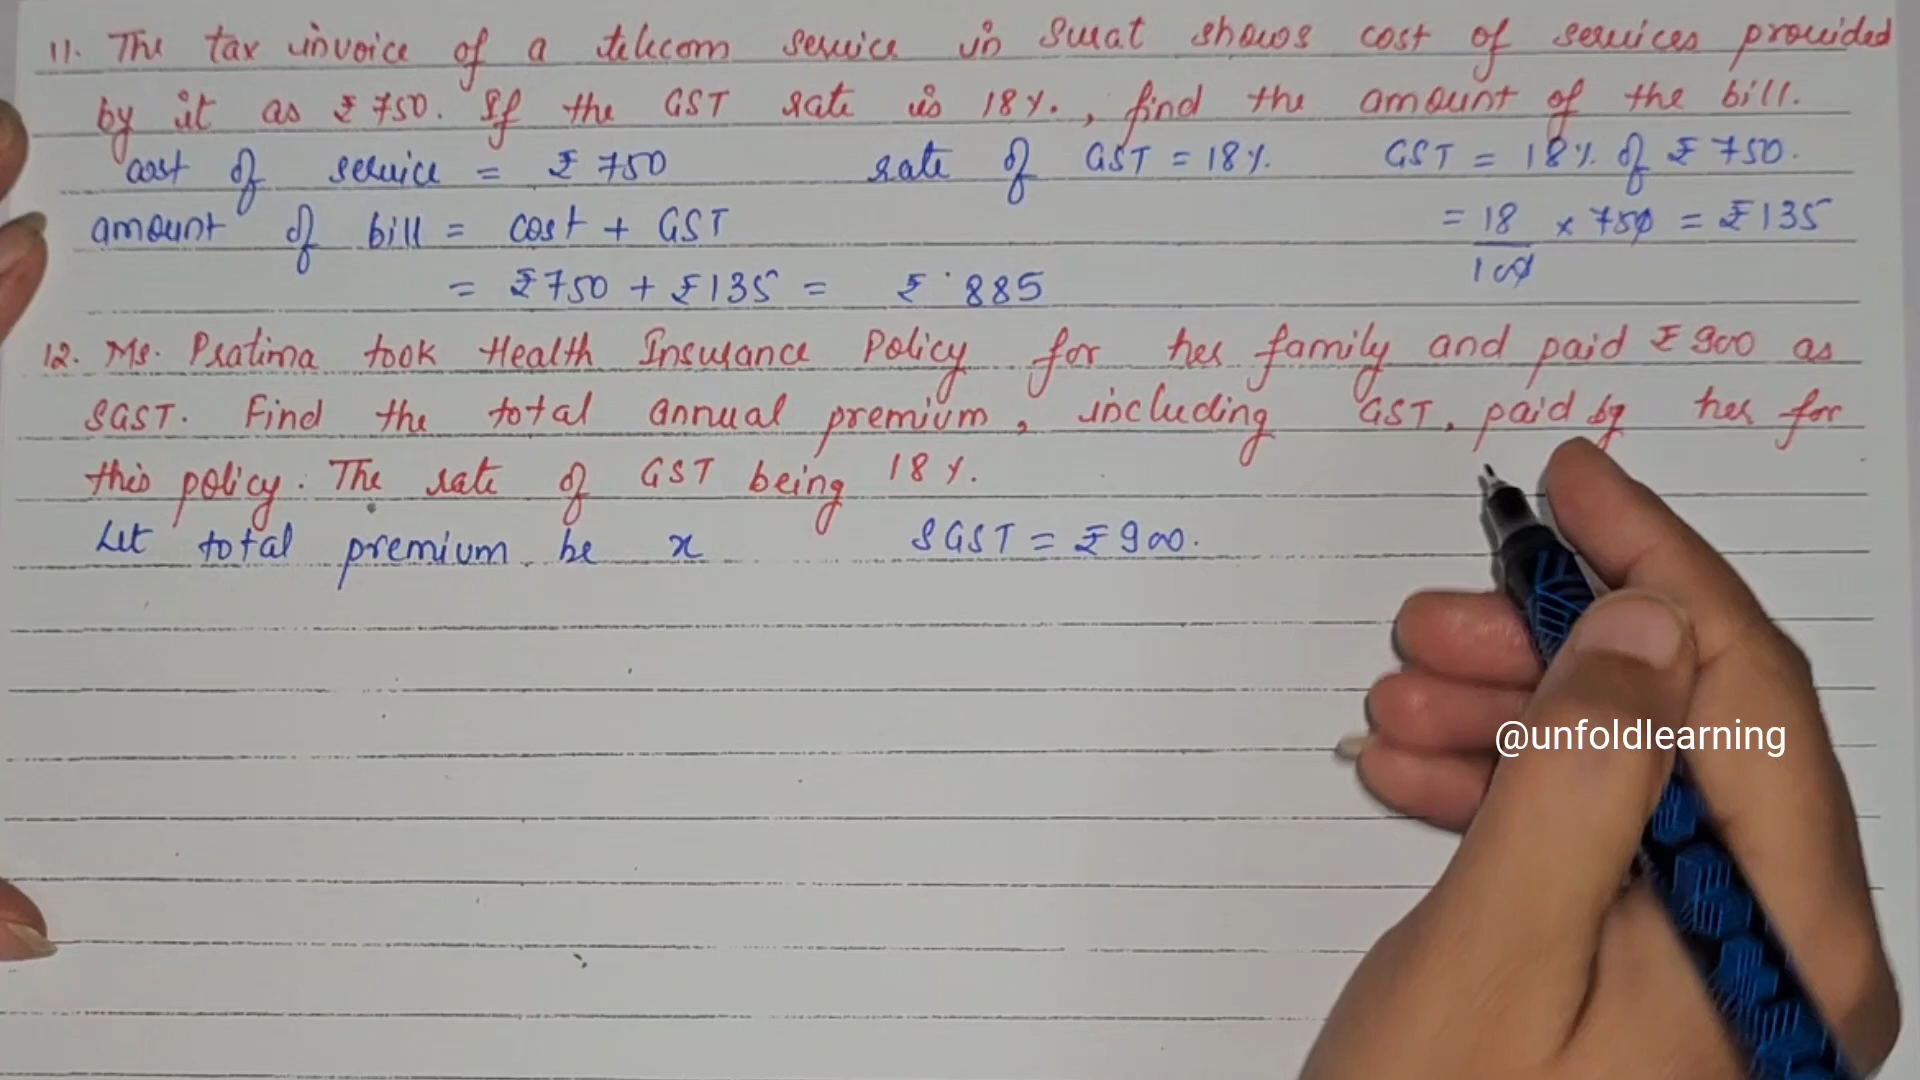 11. The tax invoice of a telecom service in Surat shows cost of services provided
by it as ₹ 750. If the GST rate is 18%., find the amount of the bill.
cost of service = ₹ 750 rate of GST = 18%. GST = 18% of ₹ 750.
amount of bill = cost + GST = 18/100 × 750 = ₹ 135
= ₹750 + ₹135 = ₹ 885
12. Ms. Pratima took Health Insurance Policy for her family and paid ₹ 900 as
SGST. Find the total annual premium, including GST, paid by her for
this policy. The rate of GST being 18%.
Let total premium be x SGST = ₹ 900.
@unfoldlearning